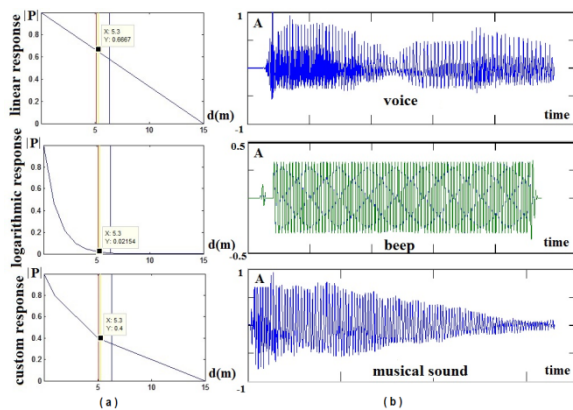 linear response
|P|
1
0.8
0.6
0.4
0.2
0
X: 5.3
Y: 0.6667
0 5 10 15
d(m)
logarithmic response
|P|
1
0.8
0.6
0.4
0.2
0
X: 5.3
Y: 0.02154
0 5 10 15
d(m)
custom response
|P|
1
0.8
0.6
0.4
0.2
0
X: 5.3
Y: 0.4
0 5 10 15
d(m)
( a )
1
A
-1
voice
time
0.5
A
-0.5
beep
time
1
A
-1
musical sound
time
( b )